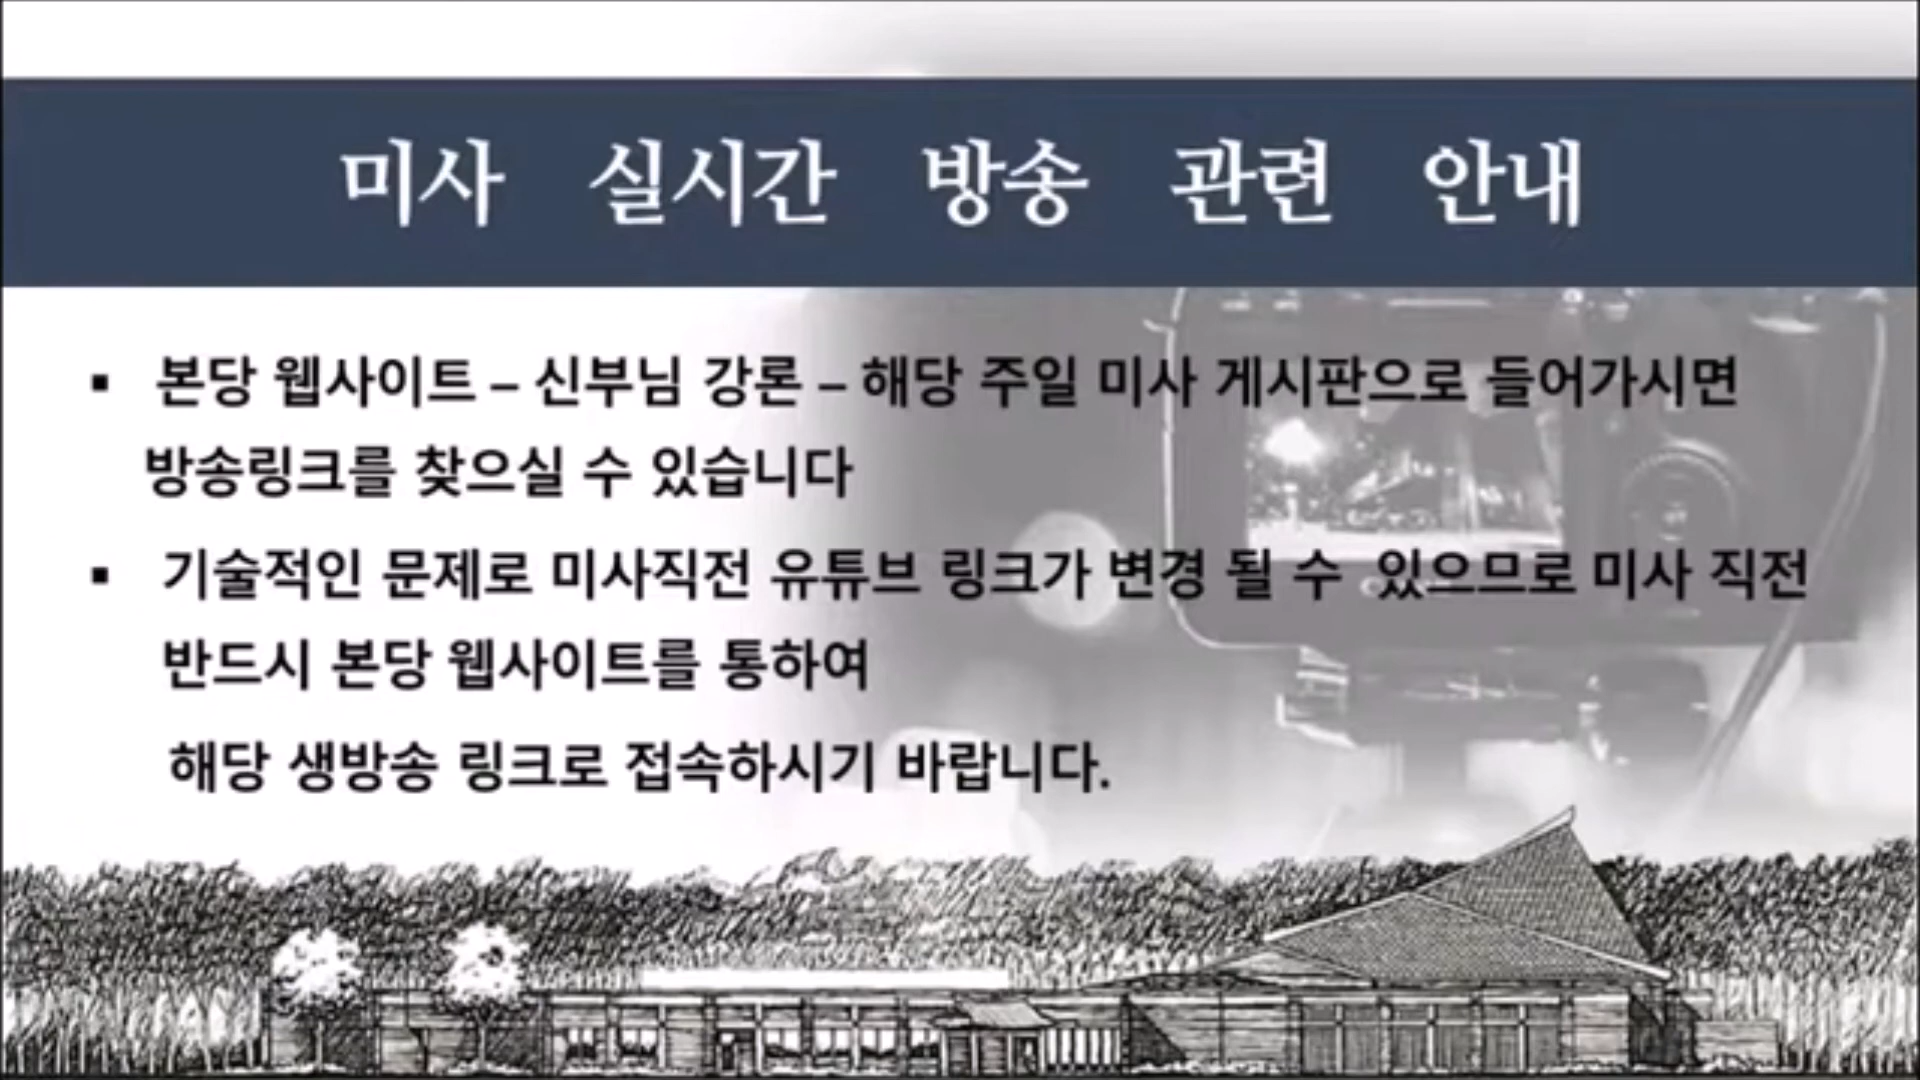 미사 실시간 방송 관련 안내
▪ 본당 웹사이트 – 신부님 강론 – 해당 주일 미사 게시판으로 들어가시면
방송링크를 찾으실 수 있습니다
▪ 기술적인 문제로 미사직전 유튜브 링크가 변경 될 수 있으므로 미사 직전
반드시 본당 웹사이트를 통하여
해당 생방송 링크로 접속하시기 바랍니다.